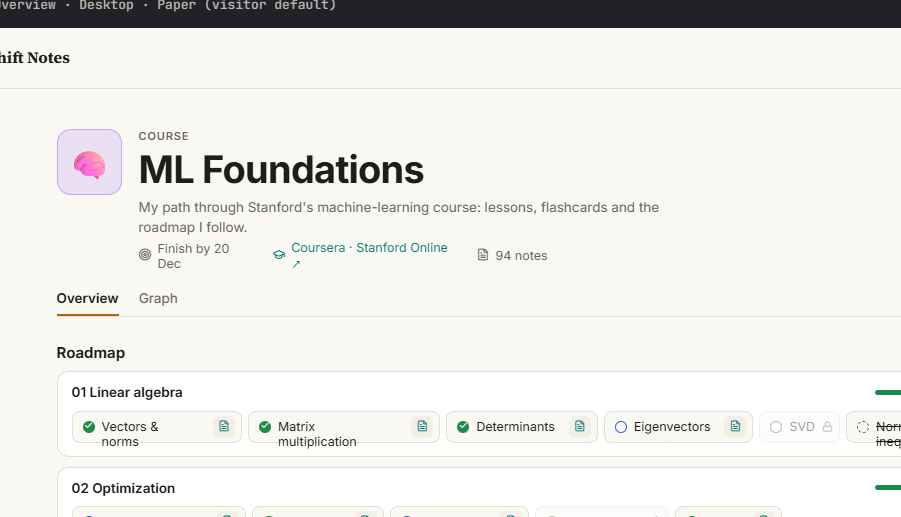 verview · Desktop · Paper (visitor default)
hift Notes
COURSE
ML Foundations
My path through Stanford's machine-learning course: lessons, flashcards and the
roadmap I follow.
Finish by 20
Dec
Coursera · Stanford Online
↗
94 notes
Overview
Graph
Roadmap
01 Linear algebra
Vectors &
norms
Matrix
multiplication
Determinants
Eigenvectors
SVD
02 Optimization